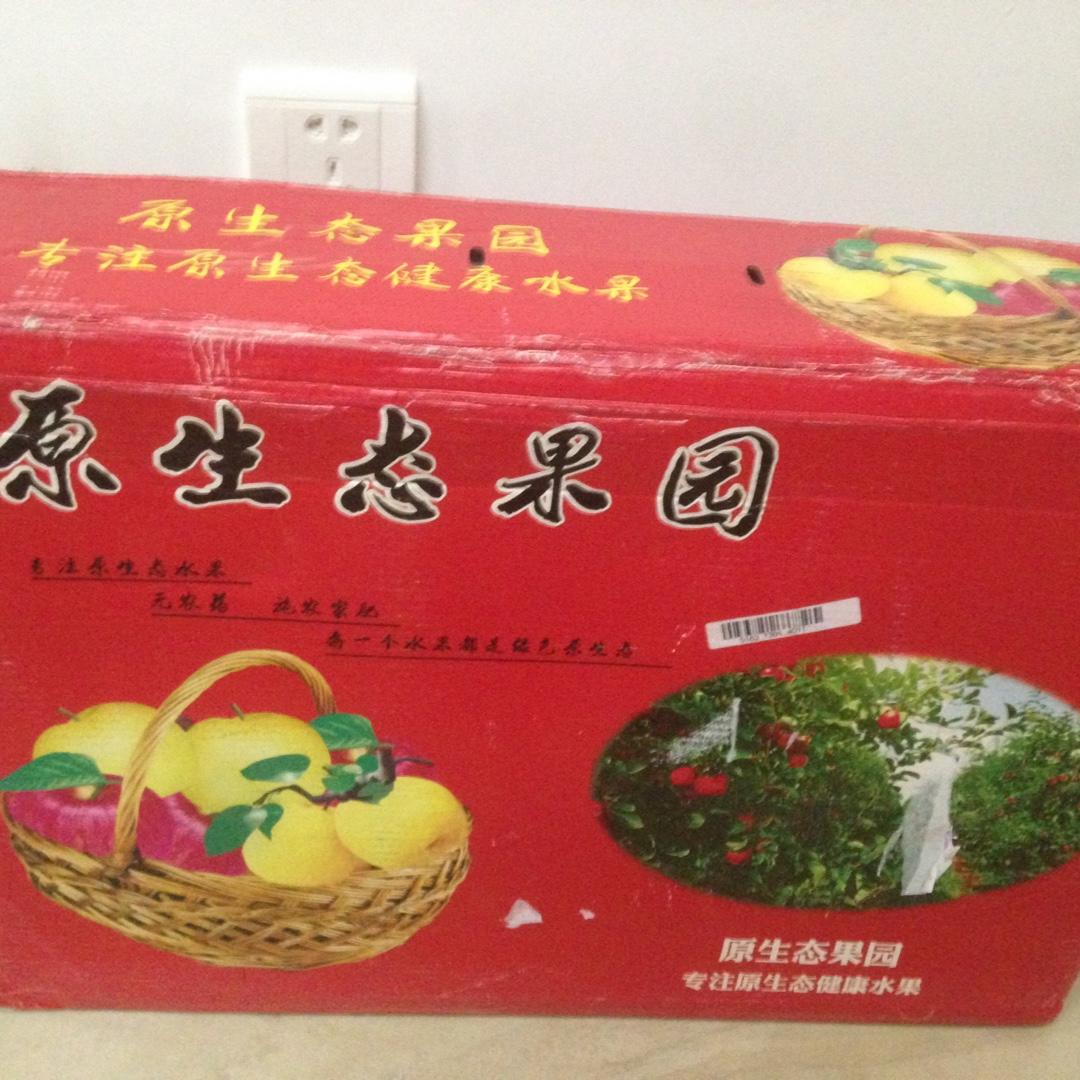 原生态果园
专注原生态健康水果
原生态果园
专注原生态水果
无农药 施农家肥
每一个水果都是绿色原生态
原生态果园
专注原生态健康水果